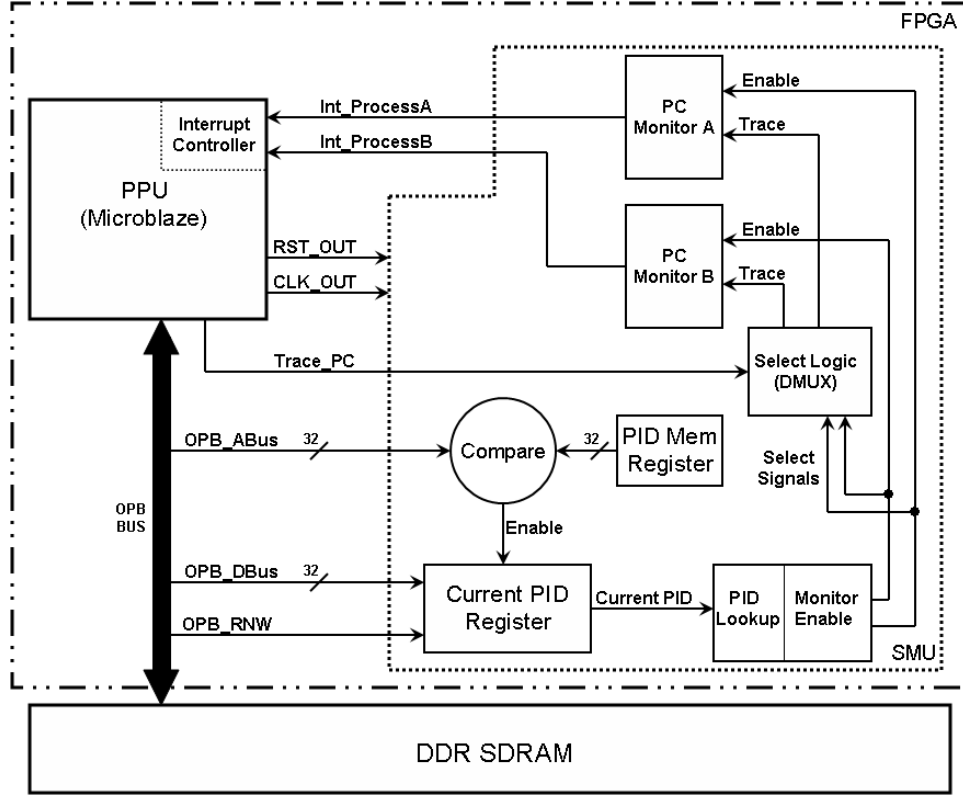 FPGA
Enable
PC
Monitor A
Int_ProcessA
Interrupt
Controller
Trace
Int_ProcessB
PPU
(Microblaze)
Enable
RST_OUT
PC
Monitor B
CLK_OUT
Trace
Trace_PC
Select Logic
(DMUX)
OPB_ABus
32
Compare
32
PID Mem
Register
Select
Signals
OPB
BUS
Enable
OPB_DBus
32
Current PID
Register
Current PID
PID
Lookup
Monitor
Enable
OPB_RNW
SMU
DDR SDRAM